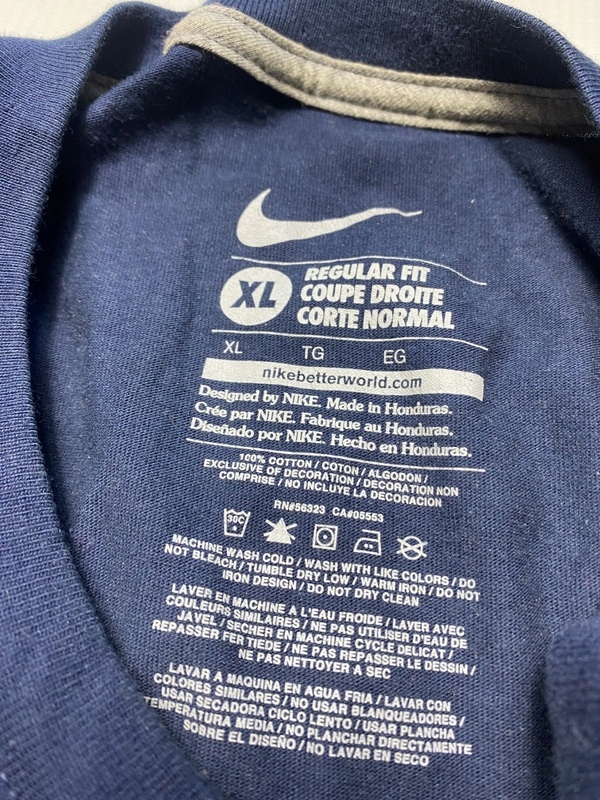 XL
REGULAR FIT
COUPE DROITE
CORTE NORMAL
XL TG EG
nikebetterworld.com
Designed by NIKE. Made in Honduras.
Crée par NIKE. Fabrique au Honduras.
Diseñado por NIKE. Hecho en Honduras.
100% COTTON / COTON / ALGODON /
EXCLUSIVE OF DECORATION / DECORATION NON
COMPRISE / NO INCLUYE LA DECORACION
RN#56323 CA#05553
30C
MACHINE WASH COLD / WASH WITH LIKE COLORS / DO
NOT BLEACH / TUMBLE DRY LOW / WARM IRON / DO NOT
IRON DESIGN / DO NOT DRY CLEAN
LAVER EN MACHINE A L'EAU FROIDE / LAYER AVEC
COULEURS SIMILAIRES / NE PAS UTILISER D'EAU DE
JAVEL / SECHER EN MACHINE CYCLE DELICAT /
REPASSER FER TIEDE / NE PAS REPASSER LE DESSIN /
NE PAS NETTOYER A SEC
LAVAR A MAQUINA EN AGUA FRIA / LAVAR CON
COLORES SIMILARES / NO USAR BLANQUEADORES /
USAR SECADORA CICLO LENTO / USAR PLANCHA
TEMPERATURA MEDIA / NO PLANCHAR DIRECTAMENTE
SOBRE EL DISEÑO / NO LAVAR EN SECO